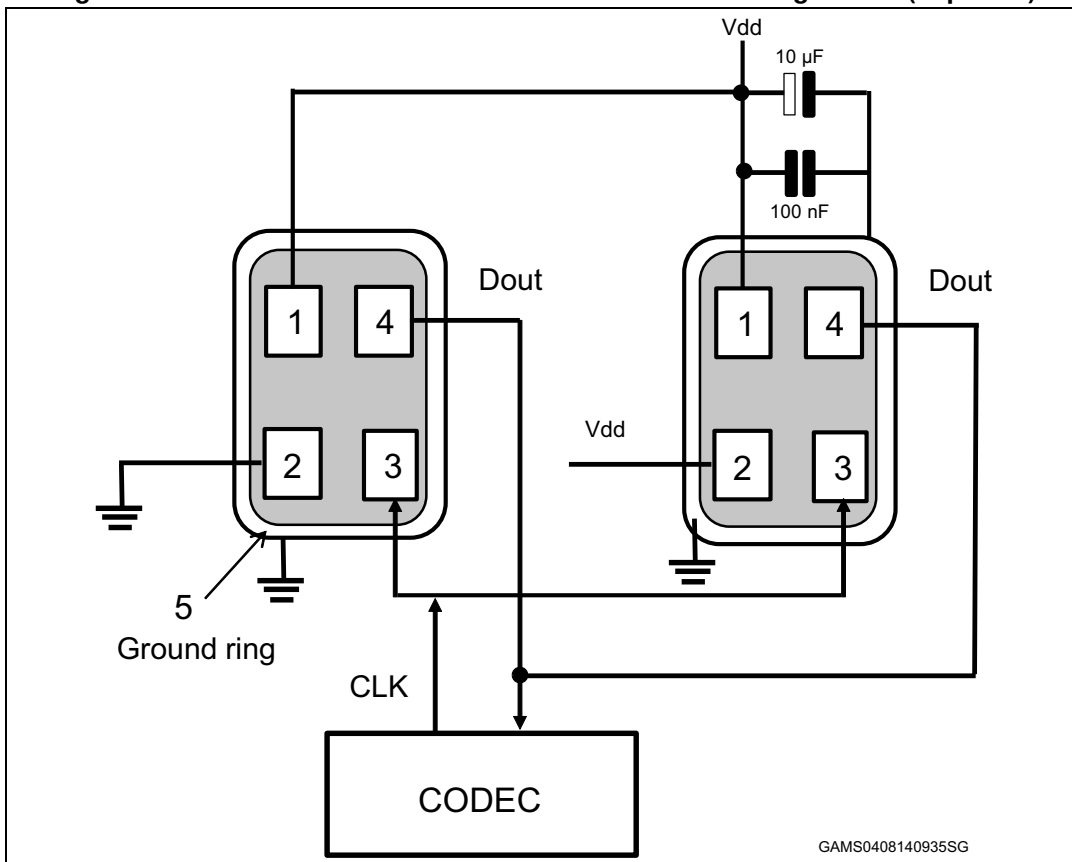 Vdd
10 µF
100 nF
Dout
Dout
1
4
1
4
Vdd
2
3
2
3
5
Ground ring
CLK
CODEC
GAMS0408140935SG